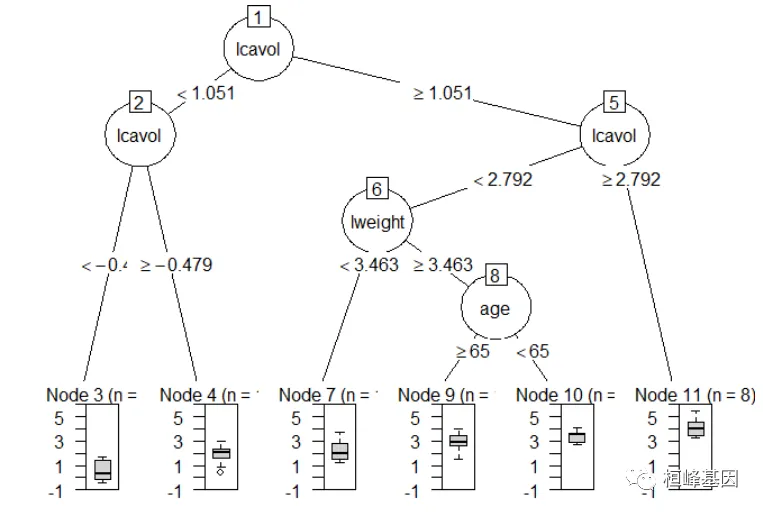 1
lcavol
< 1.051 ≥ 1.051
2 5
lcavol lcavol
< 2.792 ≥ 2.792
6
lweight
< −0.4 ≥ −0.479 < 3.463 ≥ 3.463
8
age
≥ 65 < 65
Node 3 (n = Node 4 (n = Node 7 (n = Node 9 (n = Node 10 (n = Node 11 (n = 8)
5 5 5 5 5 5
3 3 3 3 3 3
1 1 1 1 1 1
-1 -1 -1 -1 -1 -1
桓峰基因